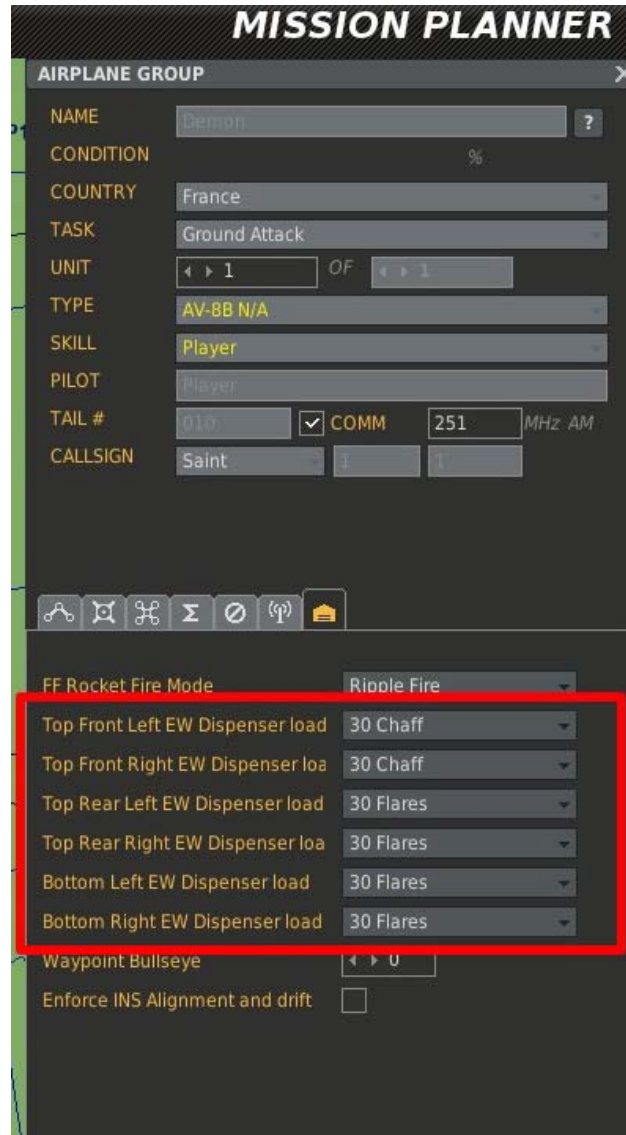 MISSION PLANNER
AIRPLANE GROUP X
NAME Demon ?
CONDITION %
COUNTRY France
TASK Ground Attack
UNIT 1 OF 1
TYPE AV-8B N/A
SKILL Player
PILOT Player
TAIL # 010 COMM 251 MHz AM
CALLSIGN Saint 1 1
FF Rocket Fire Mode Ripple Fire
Top Front Left EW Dispenser load 30 Chaff
Top Front Right EW Dispenser loa 30 Chaff
Top Rear Left EW Dispenser load 30 Flares
Top Rear Right EW Dispenser loa 30 Flares
Bottom Left EW Dispenser load 30 Flares
Bottom Right EW Dispenser load 30 Flares
Waypoint Bullseye 0
Enforce INS Alignment and drift